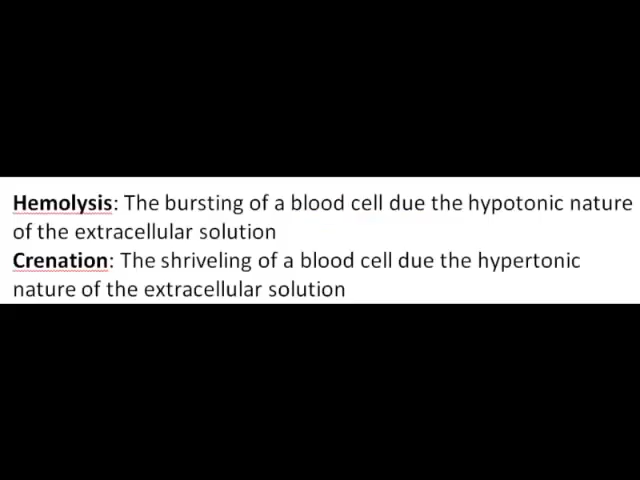 Hemolysis: The bursting of a blood cell due the hypotonic nature
of the extracellular solution
Crenation: The shriveling of a blood cell due the hypertonic
nature of the extracellular solution